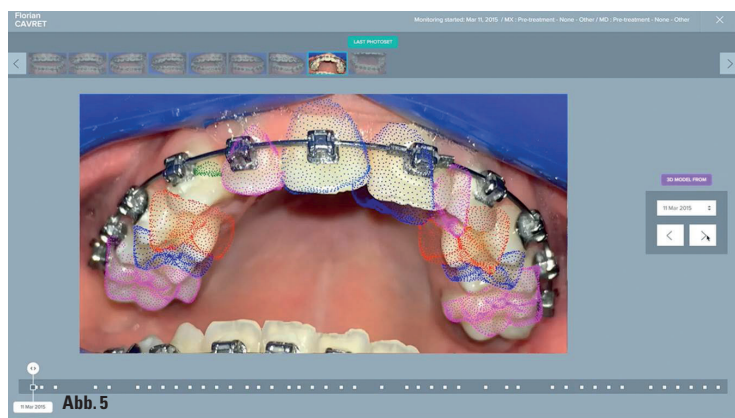 Florian
CAVRET
Monitoring started: Mar 11, 2015. / MX : Pre-treatment - None - Other / MD : Pre-treatment - None - Other
LAST PHOTOSET
3D MODEL FROM
11 Mar 2015
11 Mar 2015
Abb. 5